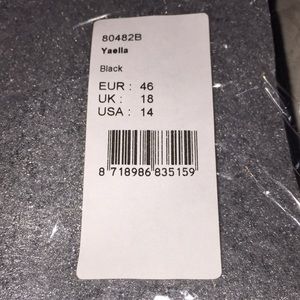 80482B
Yaella
Black
EUR : 46
UK : 18
USA : 14
8 718986 835159